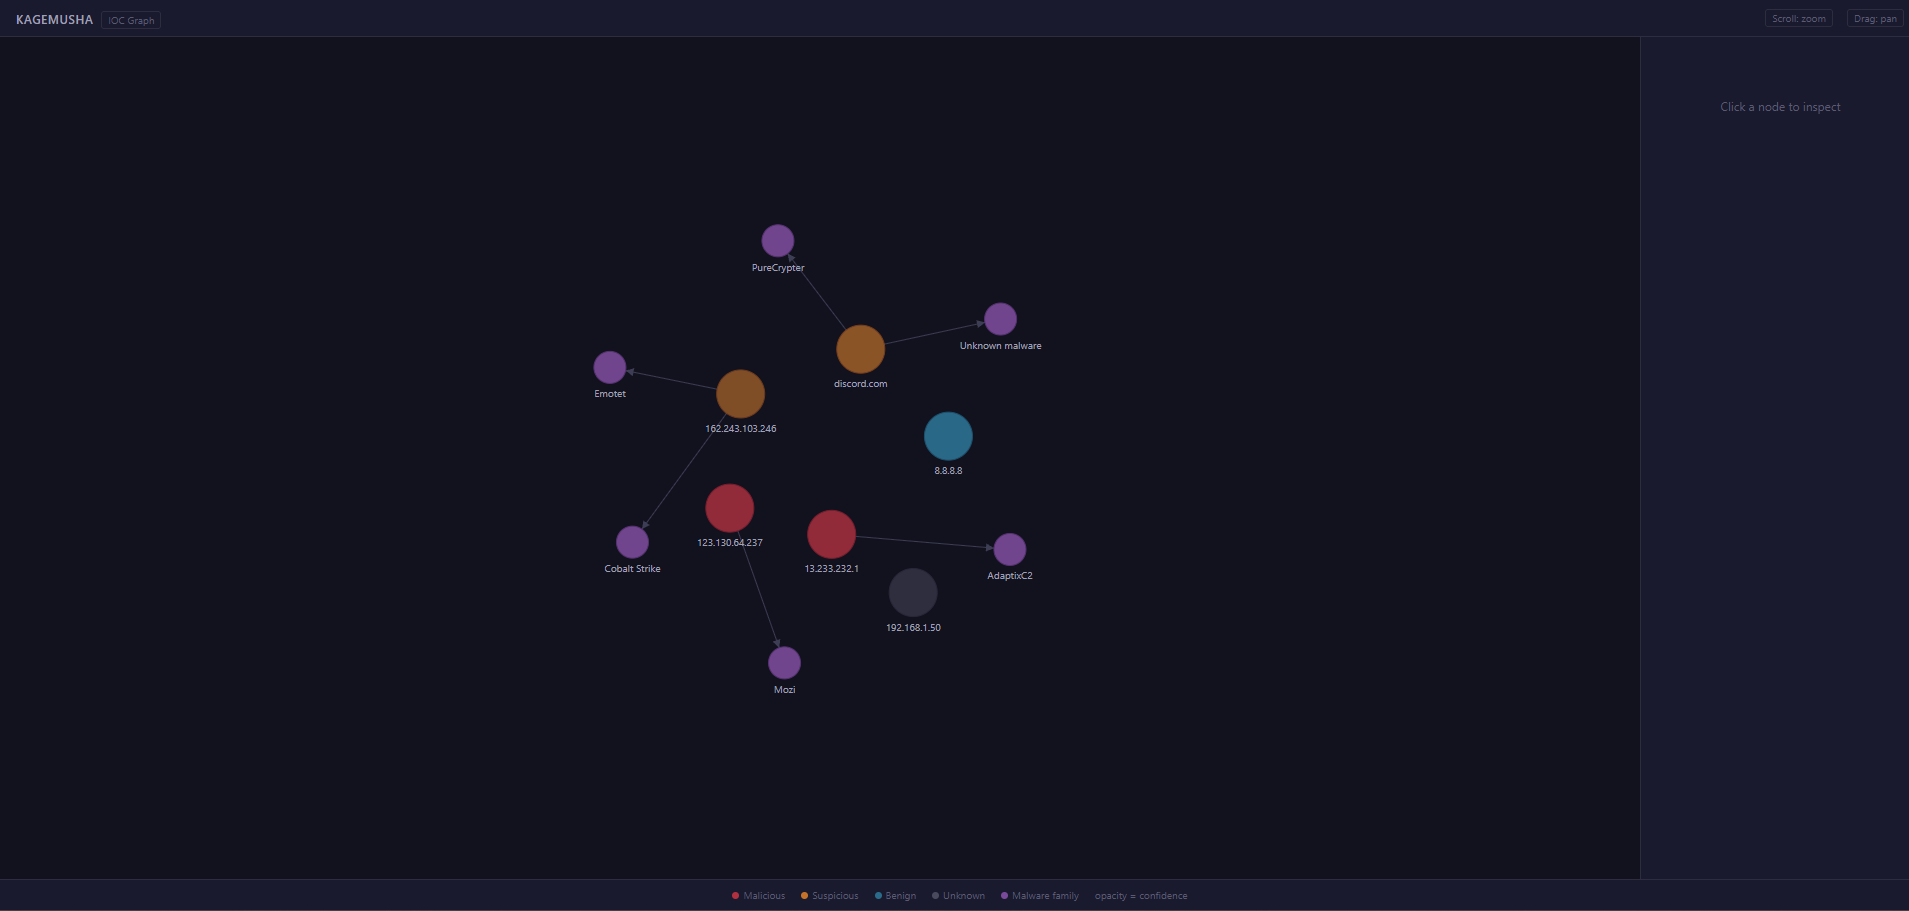 KAGEMUSHA IOC Graph
Scroll: zoom Drag: pan
Click a node to inspect
PureCrypter
Unknown malware
discord.com
Emotet
162.243.103.246
8.8.8.8
123.130.64.237
13.233.232.1
Cobalt Strike
AdaptixC2
192.168.1.50
Mozi
Malicious Suspicious Benign Unknown Malware family opacity = confidence